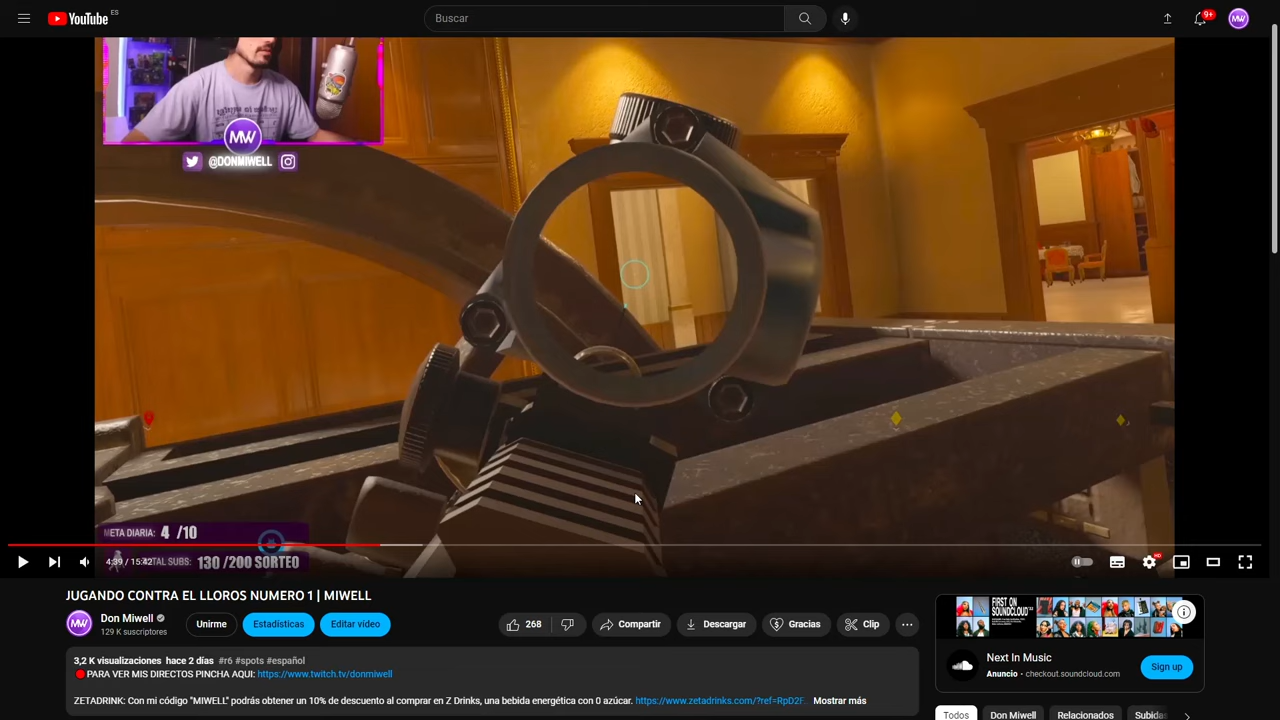 YouTube ES
Buscar
9+
MW
MW
@DONMIWELL
META DIARIA: 4 /10
TAL SUBS: 130 /200 SORTEO
4:39 / 15:42
HD
JUGANDO CONTRA EL LLOROS NUMERO 1 | MIWELL
MW
Don Miwell
129 K suscriptores
Unirme
Estadísticas
Editar vídeo
268
Compartir
Descargar
Gracias
Clip
3,2 K visualizaciones hace 2 días #r6 #spots #español
PARA VER MIS DIRECTOS PINCHA AQUI: https://www.twitch.tv/donmiwell
ZETADRINK: Con mi código "MIWELL" podrás obtener un 10% de descuento al comprar en Z Drinks, una bebida energética con 0 azúcar. https://www.zetadrinks.com/?ref=RpD2F... Mostrar más
FIRST ON
SOUNDCLOUD
Next In Music
Anuncio • checkout.soundcloud.com
Sign up
Todos
Don Miwell
Relacionados
Subidas